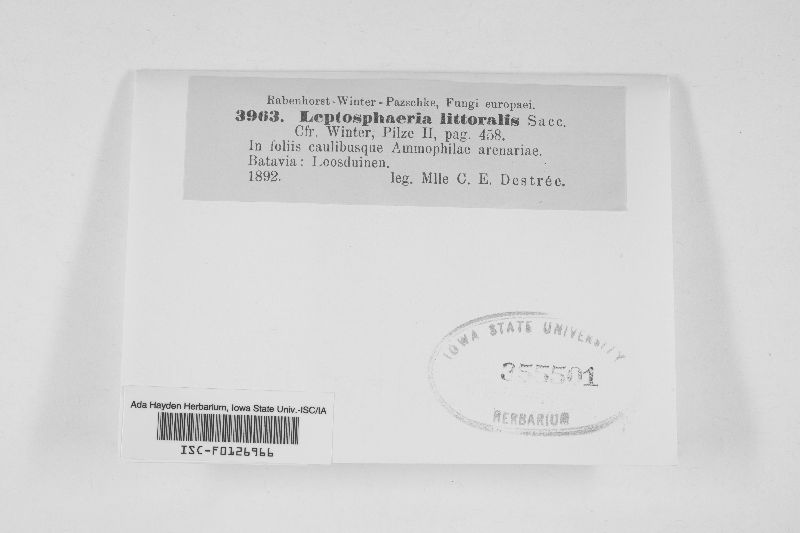 Rabenhorst-Winter-Pazschke, Fungi europaei.
3963. Leptosphaeria littoralis Sacc.
Cfr. Winter, Pilze II, pag. 458.
In foliis caulibusque Ammophilae arenariae.
Batavia: Loosduinen.
1892. leg. Mlle C. E. Destrée.
IOWA STATE UNIVERSITY
355501
HERBARIUM
Ada Hayden Herbarium, Iowa State Univ.-ISC/IA
ISC-F0126966